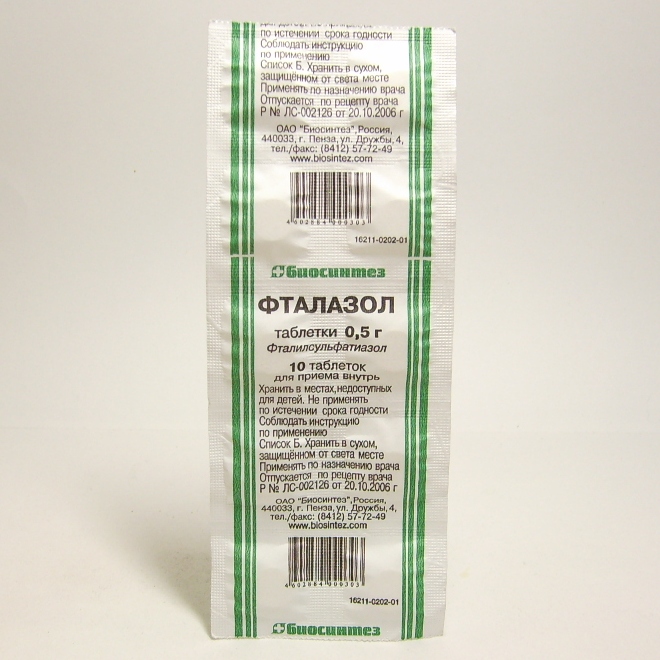 по истечении срока годности
Соблюдать инструкцию
по применению
Список Б. Хранить в сухом,
защищённом от света месте
Применять по назначению врача
Отпускается по рецепту врача
Р № ЛС-002126 от 20.10.2006 г
ОАО "Биосинтез",Россия,
440033, г. Пенза, ул. Дружбы, 4,
тел./факс: (8412) 57-72-49
www.biosintez.com
4602884000303
16211-0202-01
биосинтез
ФТАЛАЗОЛ
таблетки 0,5 г
Фталилсульфатиазол
10 таблеток
для приема внутрь
Хранить в местах,недоступных
для детей. Не применять
по истечении срока годности
Соблюдать инструкцию
по применению
Список Б. Хранить в сухом,
защищённом от света месте
Применять по назначению врача
Отпускается по рецепту врача
Р № ЛС-002126 от 20.10.2006 г
ОАО "Биосинтез",Россия,
440033, г. Пенза, ул. Дружбы, 4,
тел./факс: (8412) 57-72-49
www.biosintez.com
4602884000303
16211-0202-01
биосинтез